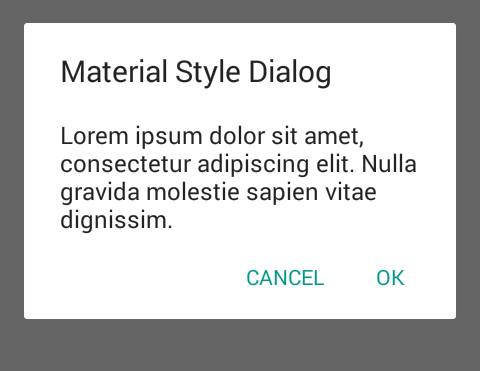 Material Style Dialog
Lorem ipsum dolor sit amet,
consectetur adipiscing elit. Nulla
gravida molestie sapien vitae
dignissim.
CANCEL OK